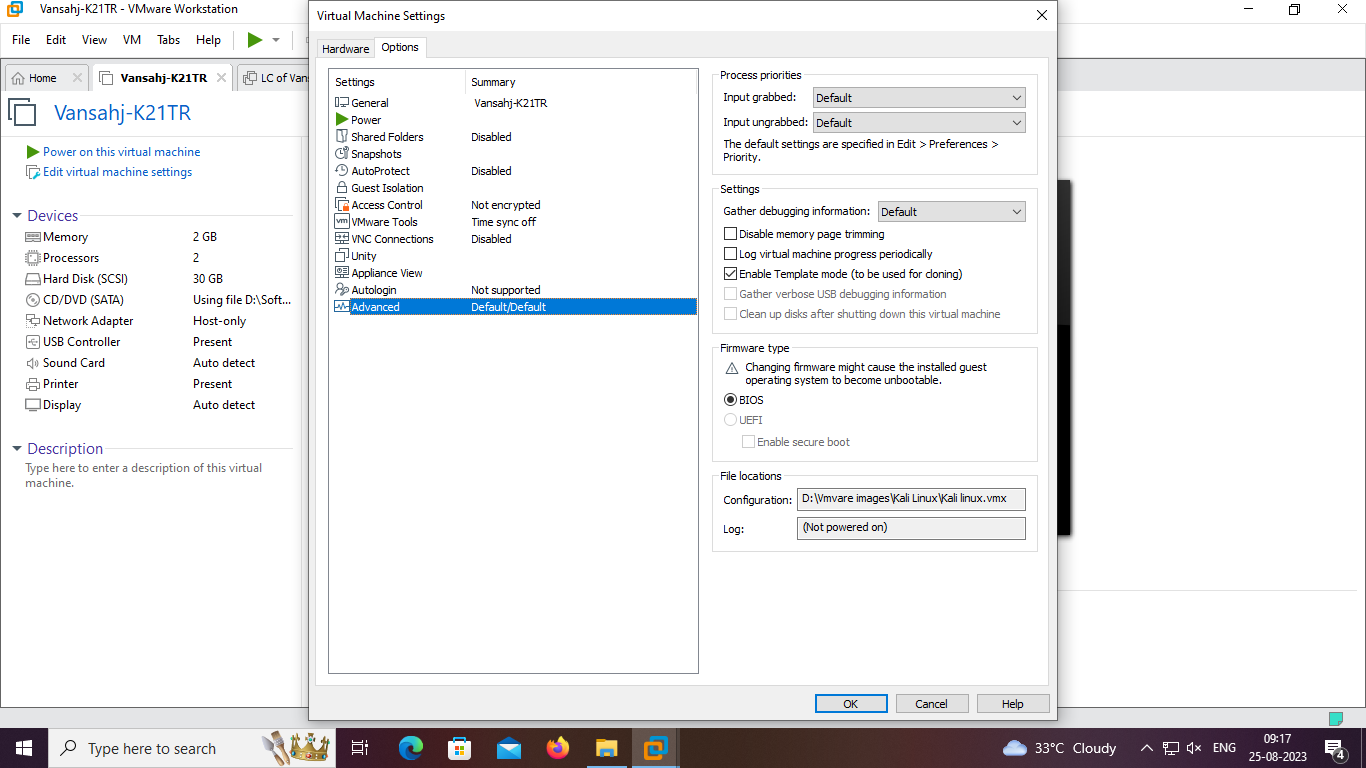 Vansahj-K21TR - VMware Workstation
File Edit View VM Tabs Help
Home Vansahj-K21TR LC of Van
Vansahj-K21TR
Power on this virtual machine
Edit virtual machine settings
Devices
Memory 2 GB
Processors 2
Hard Disk (SCSI) 30 GB
CD/DVD (SATA) Using file D:\Soft...
Network Adapter Host-only
USB Controller Present
Sound Card Auto detect
Printer Present
Display Auto detect
Description
Type here to enter a description of this virtual
machine.
Virtual Machine Settings
Hardware Options
Settings Summary
General Vansahj-K21TR
Power
Shared Folders Disabled
Snapshots
AutoProtect Disabled
Guest Isolation
Access Control Not encrypted
vm VMware Tools Time sync off
VNC Connections Disabled
Unity
Appliance View
Autologin Not supported
Advanced Default/Default
Process priorities
Input grabbed: Default
Input ungrabbed: Default
The default settings are specified in Edit > Preferences >
Priority.
Settings
Gather debugging information: Default
Disable memory page trimming
Log virtual machine progress periodically
Enable Template mode (to be used for cloning)
Gather verbose USB debugging information
Clean up disks after shutting down this virtual machine
Firmware type
Changing firmware might cause the installed guest
operating system to become unbootable.
BIOS
UEFI
Enable secure boot
File locations
Configuration: D:\Vmvare images\Kali Linux\Kali linux.vmx
Log: (Not powered on)
OK Cancel Help
Type here to search
33°C Cloudy
ENG
09:17
25-08-2023
4